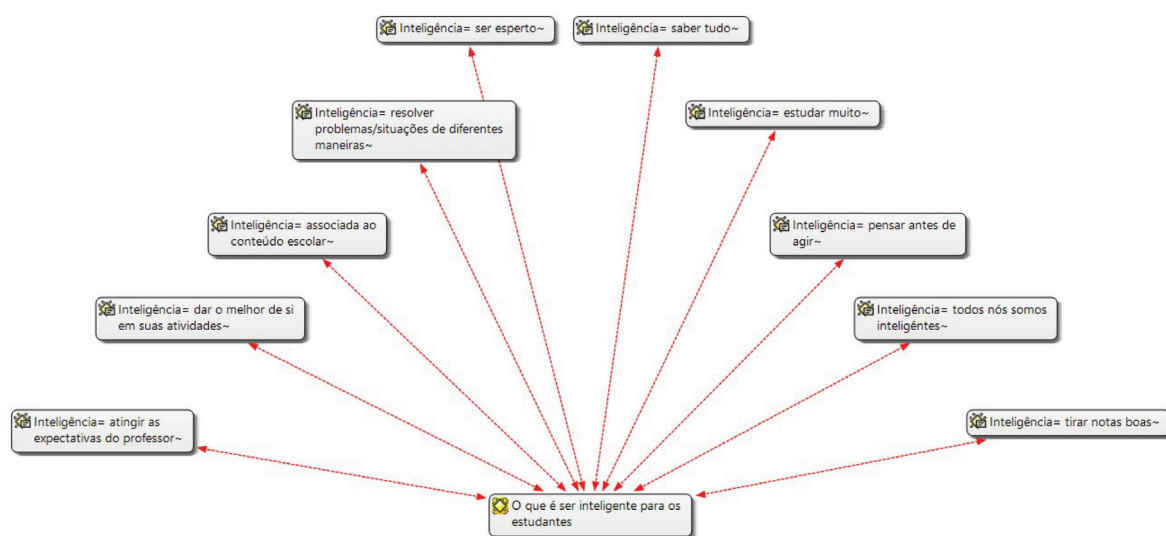 Inteligência= ser esperto~
Inteligência= saber tudo~
Inteligência= resolver
problemas/situações de diferentes
maneiras~
Inteligência= estudar muito~
Inteligência= associada ao
conteúdo escolar~
Inteligência= pensar antes de
agir~
Inteligência= dar o melhor de si
em suas atividades~
Inteligência= todos nós somos
inteligêntes~
Inteligência= atingir as
expectativas do professor~
Inteligência= tirar notas boas~
O que é ser inteligente para os
estudantes